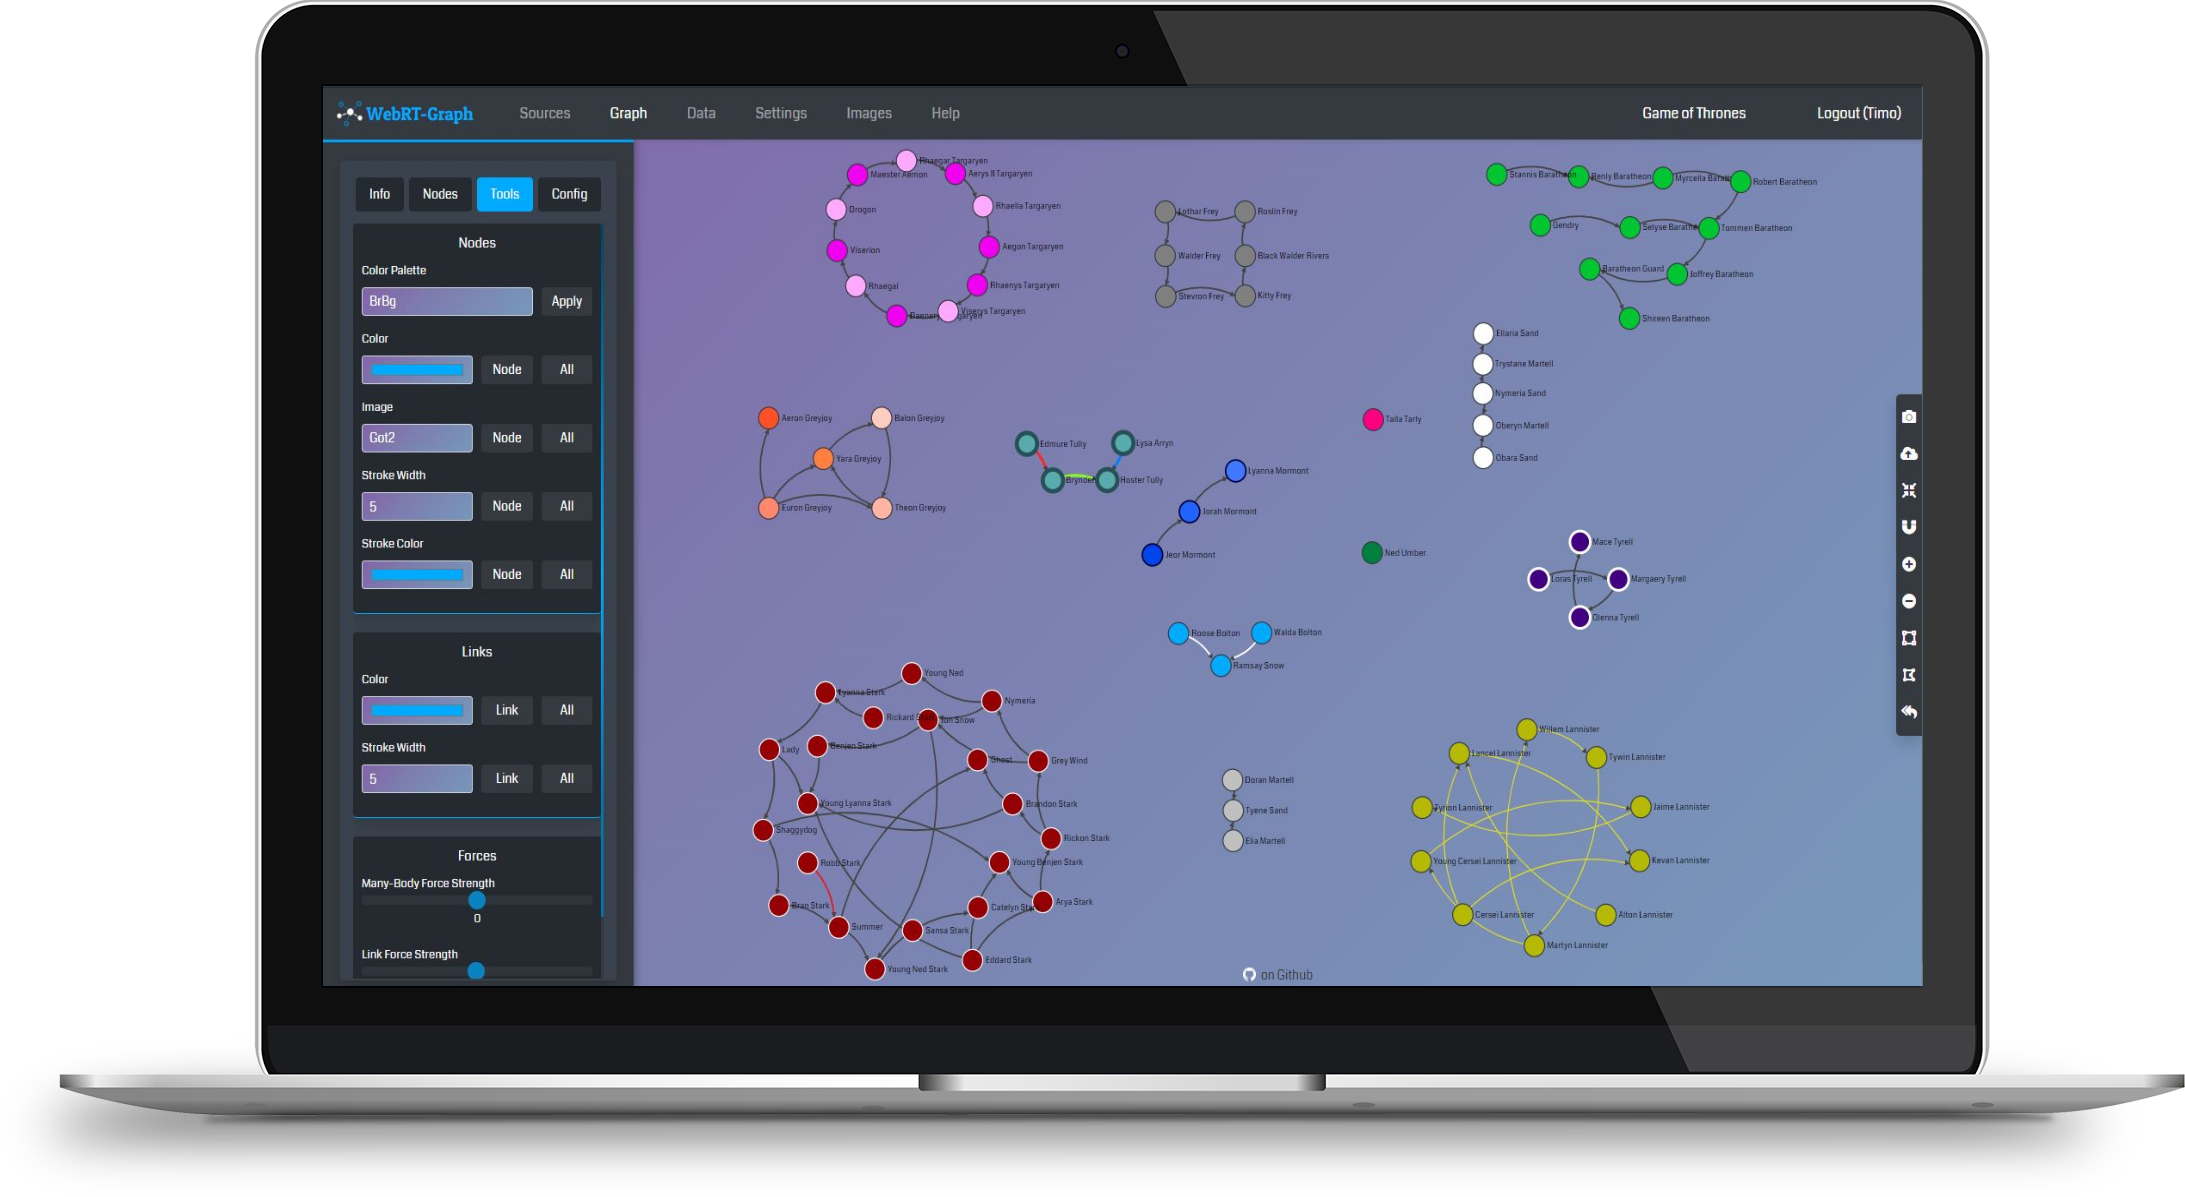 WebRT-Graph
Sources
Graph
Data
Settings
Images
Help
Game of Thrones
Logout (Timo)
Info
Nodes
Tools
Config
Nodes
Color Palette
BrBg
Apply
Color
Node
All
Image
Got2
Node
All
Stroke Width
5
Node
All
Stroke Color
Node
All
Links
Color
Link
All
Stroke Width
5
Link
All
Forces
Many-Body Force Strength
0
Link Force Strength
Rhaegar Targaryen
Maester Aemon
Aerys II Targaryen
Drogon
Rhaella Targaryen
Viserion
Aegon Targaryen
Rhaegal
Rhaenys Targaryen
Viserys Targaryen
Lothar Frey
Roslin Frey
Walder Frey
Black Walder Rivers
Stevron Frey
Kitty Frey
Stannis Baratheon
Renly Baratheon
Myrcella
Robert Baratheon
Gendry
Selyse
Tommen Baratheon
Baratheon Guard
Joffrey Baratheon
Shireen Baratheon
Ellaria Sand
Trystane Martell
Nymeria Sand
Oberyn Martell
Obara Sand
Aeron Greyjoy
Balon Greyjoy
Yara Greyjoy
Euron Greyjoy
Theon Greyjoy
Edmure Tully
Lysa Arryn
Brynden
Hoster Tully
Talla Tarly
Lyanna Mormont
Jorah Mormont
Jeor Mormont
Ned Umber
Mace Tyrell
Loras Tyrell
Margaery Tyrell
Olenna Tyrell
Roose Bolton
Walda Bolton
Ramsay Snow
Young Ned
Lyanna Stark
Nymeria
Rickard
Jon Snow
Lady
Benjen Stark
Ghost
Grey Wind
Young Lyanna Stark
Brandon Stark
Shaggydog
Rickon Stark
Robb Stark
Young Benjen Stark
Bran Stark
Catelyn
Arya Stark
Summer
Sansa Stark
Young Ned Stark
Eddard Stark
Doran Martell
Tyene Sand
Elia Martell
Willem Lannister
Lancel Lannister
Tywin Lannister
Tyrion Lannister
Jaime Lannister
Young Cersei Lannister
Kevan Lannister
Cersei Lannister
Alton Lannister
Martyn Lannister
on Github